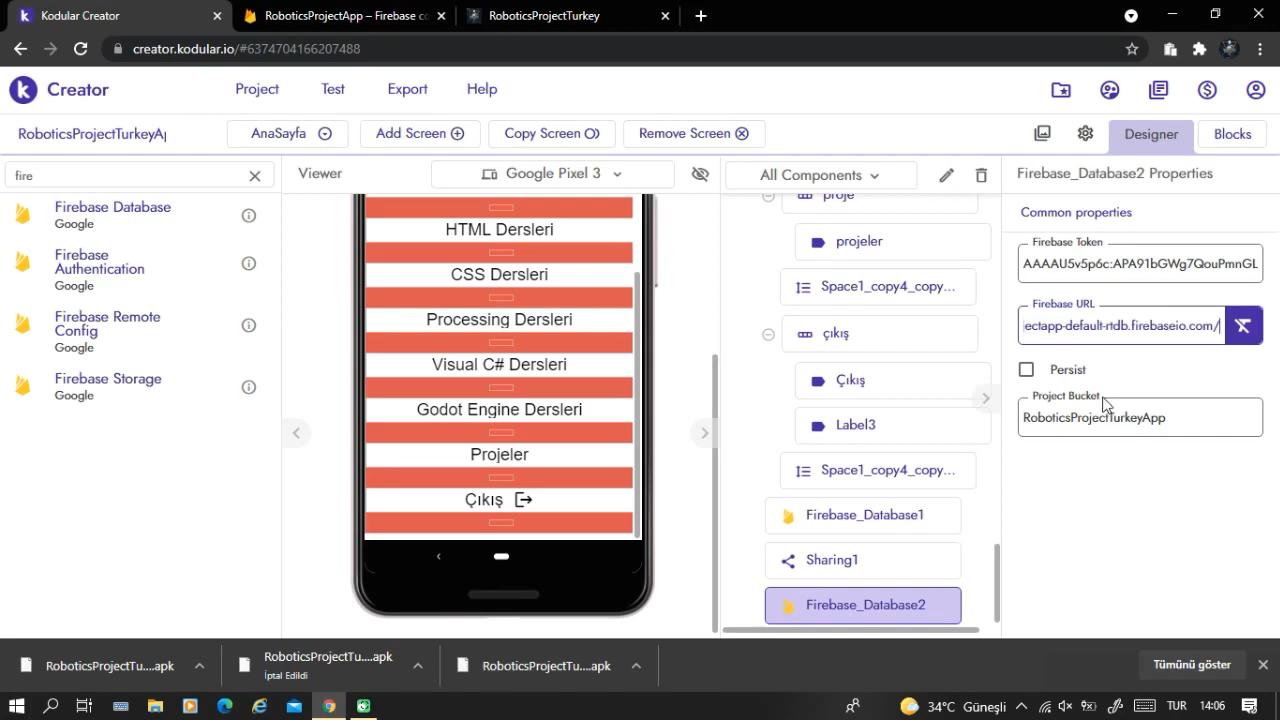 Kodular Creator
RoboticsProjectApp – Firebase co
RoboticsProjectTurkey
creator.kodular.io/#6374704166207488
Creator
Project
Test
Export
Help
RoboticsProjectTurkeyA
AnaSayfa
Add Screen
Copy Screen
Remove Screen
Designer
Blocks
fire
Viewer
Google Pixel 3
All Components
Firebase_Database2 Properties
Firebase Database
Google
Firebase
Authentication
Google
Firebase Remote
Config
Google
Firebase Storage
Google
HTML Dersleri
CSS Dersleri
Processing Dersleri
Visual C# Dersleri
Godot Engine Dersleri
Projeler
Çıkış
proje
projeler
Space1_copy4_copy...
çıkış
Çıkış
Label3
Space1_copy4_copy...
Firebase_Database1
Sharing1
Firebase_Database2
Common properties
Firebase Token
AAAAU5v5p6c:APA91bGWg7QouPmnGL
Firebase URL
ectapp-default-rtdb.firebaseio.com/
Persist
Project Bucket
RoboticsProjectTurkeyApp
RoboticsProjectTu....apk
RoboticsProjectTu....apk
İptal Edildi
RoboticsProjectTu....apk
Tümünü göster
34°C Güneşli
TUR
14:06